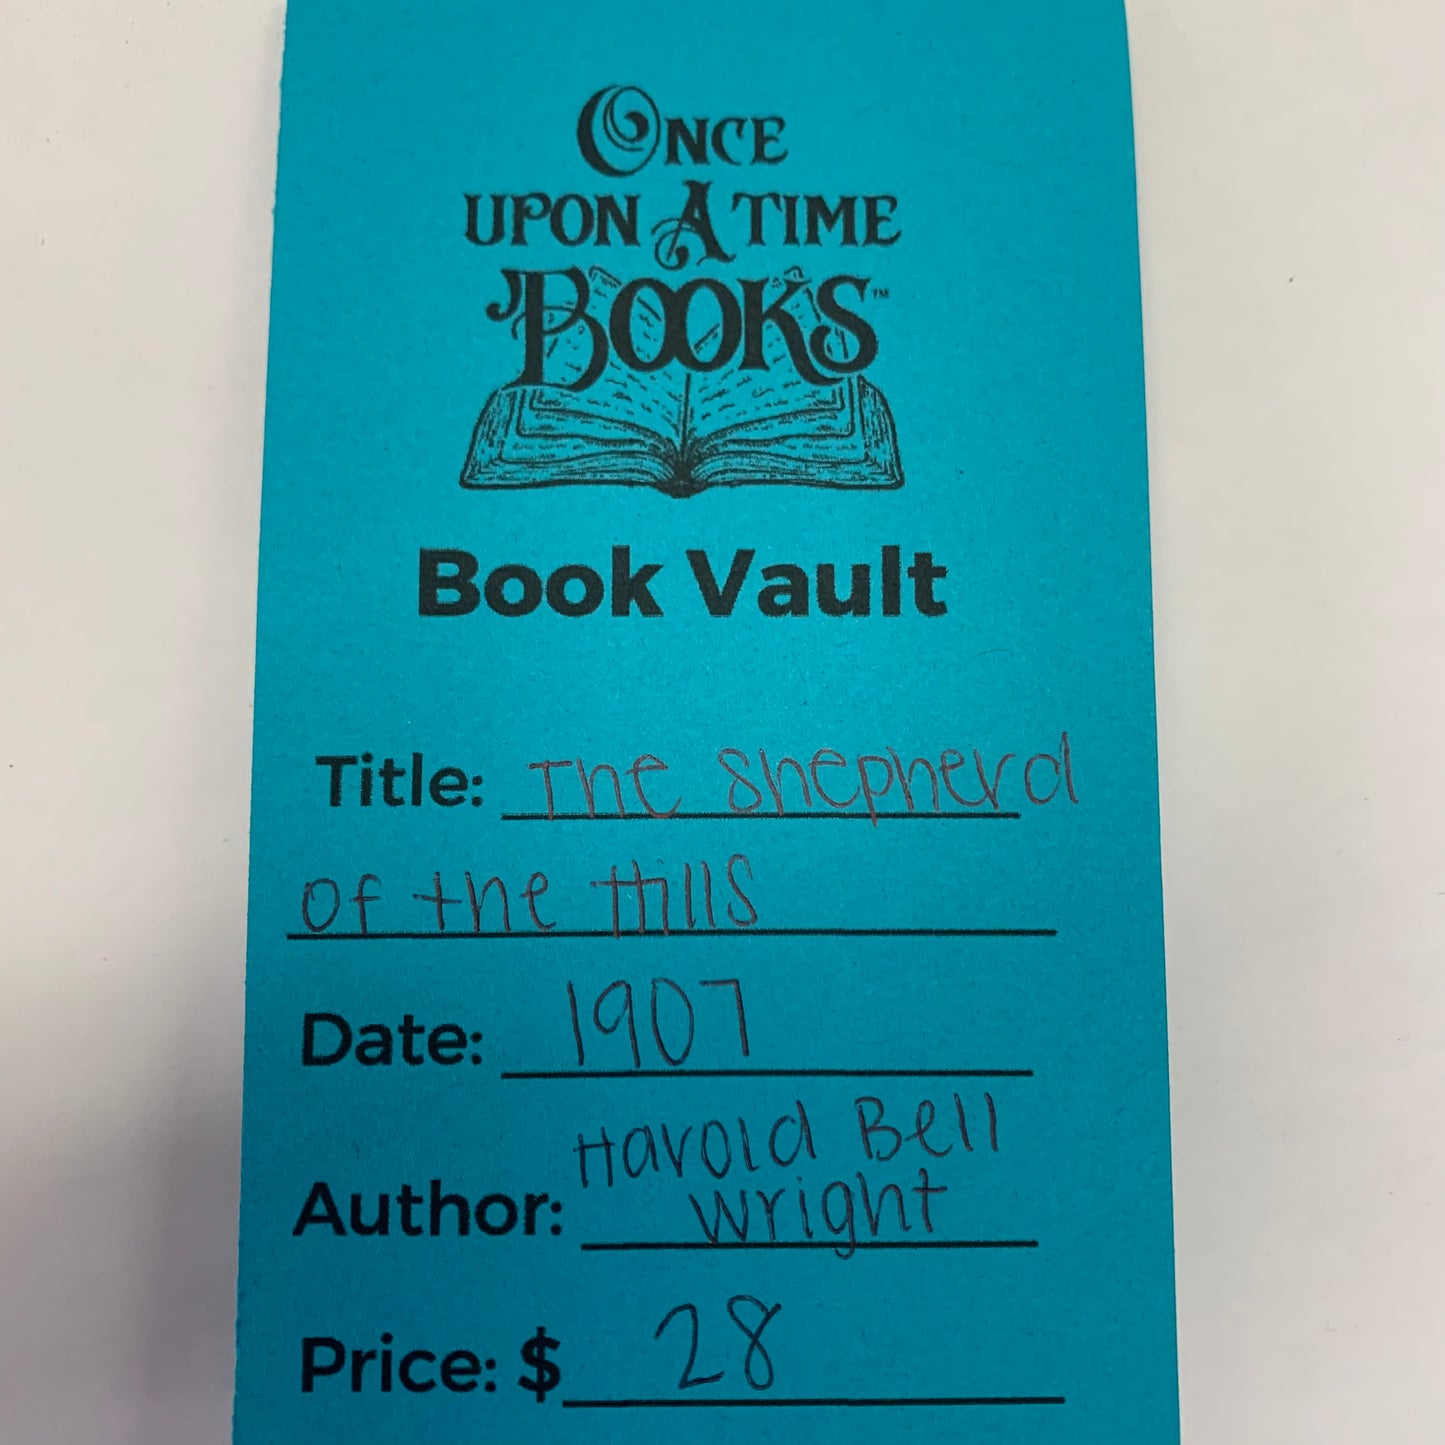 ONCE
UPON A TIME
BOOKS™
Book Vault
Title: The Shepherd
of the Hills
Date: 1907
Author: Harold Bell
Wright
Price: $ 28